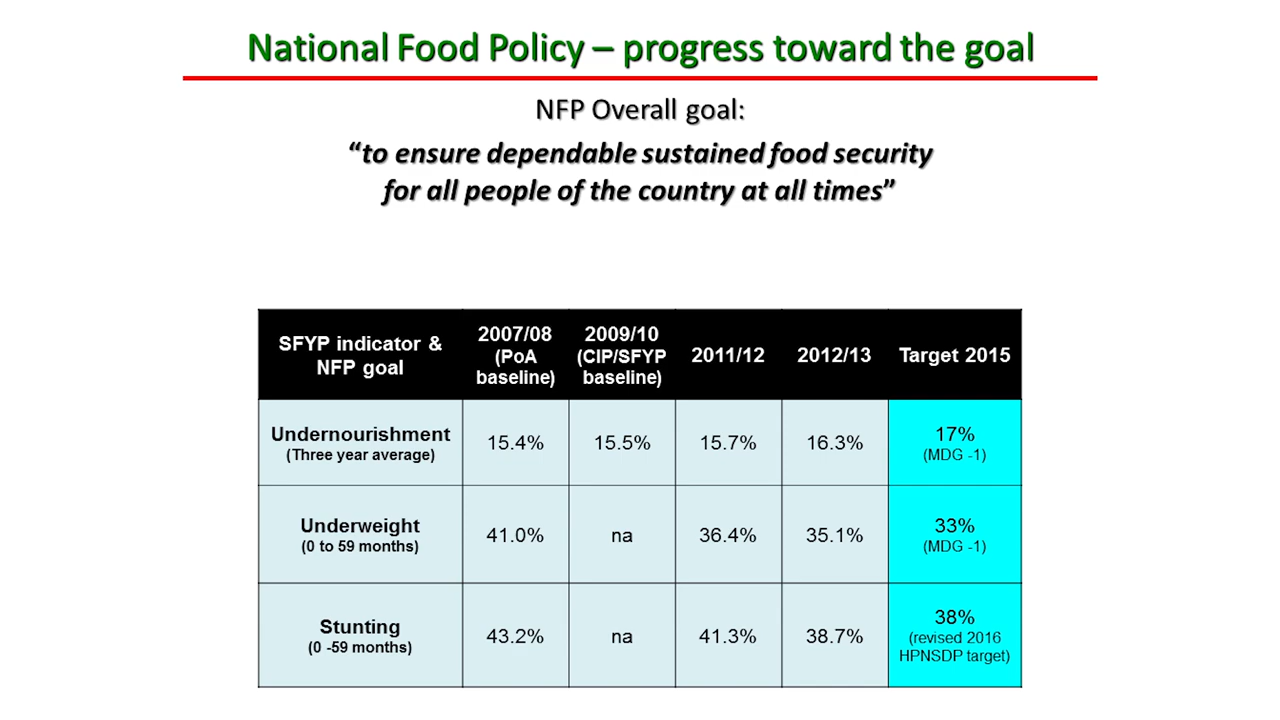 National Food Policy – progress toward the goal
NFP Overall goal:
“to ensure dependable sustained food security
for all people of the country at all times”
SFYP indicator &
NFP goal
2007/08
(PoA
baseline)
2009/10
(CIP/SFYP
baseline)
2011/12
2012/13
Target 2015
Undernourishment
(Three year average)
15.4%
15.5%
15.7%
16.3%
17%
(MDG -1)
Underweight
(0 to 59 months)
41.0%
na
36.4%
35.1%
33%
(MDG -1)
Stunting
(0 -59 months)
43.2%
na
41.3%
38.7%
38%
(revised 2016
HPNSDP target)